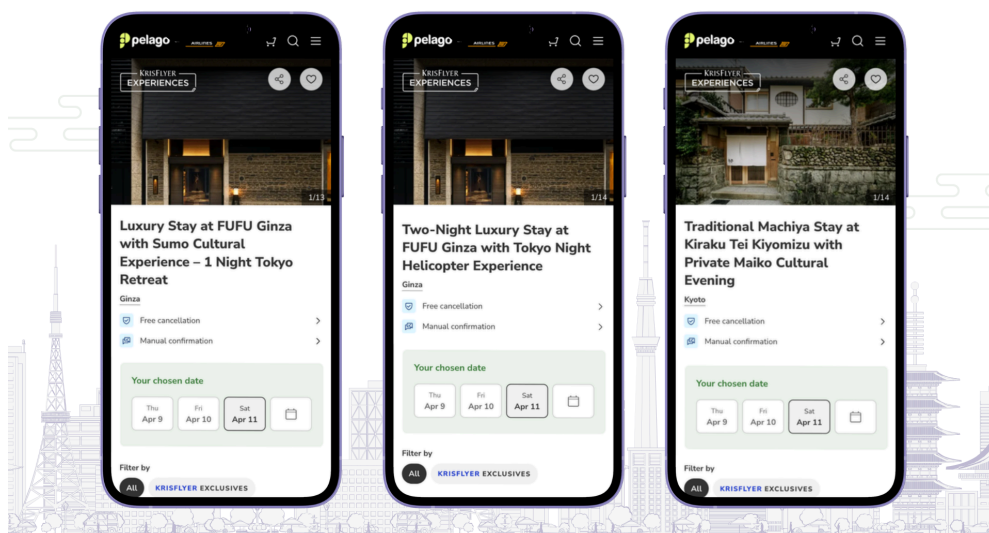 pelago
AIRLINES
KRISFLYER
EXPERIENCES
1/13
Luxury Stay at FUFU Ginza
with Sumo Cultural
Experience – 1 Night Tokyo
Retreat
Ginza
Free cancellation
Manual confirmation
Your chosen date
Thu
Apr 9
Fri
Apr 10
Sat
Apr 11
Filter by
All
KRISFLYER EXCLUSIVES
pelago
AIRLINES
KRISFLYER
EXPERIENCES
1/14
Two-Night Luxury Stay at
FUFU Ginza with Tokyo Night
Helicopter Experience
Ginza
Free cancellation
Manual confirmation
Your chosen date
Thu
Apr 9
Fri
Apr 10
Sat
Apr 11
Filter by
All
KRISFLYER EXCLUSIVES
pelago
AIRLINES
KRISFLYER
EXPERIENCES
1/14
Traditional Machiya Stay at
Kiraku Tei Kiyomizu with
Private Maiko Cultural
Evening
Kyoto
Free cancellation
Manual confirmation
Your chosen date
Thu
Apr 9
Fri
Apr 10
Sat
Apr 11
Filter by
All
KRISFLYER EXCLUSIVES